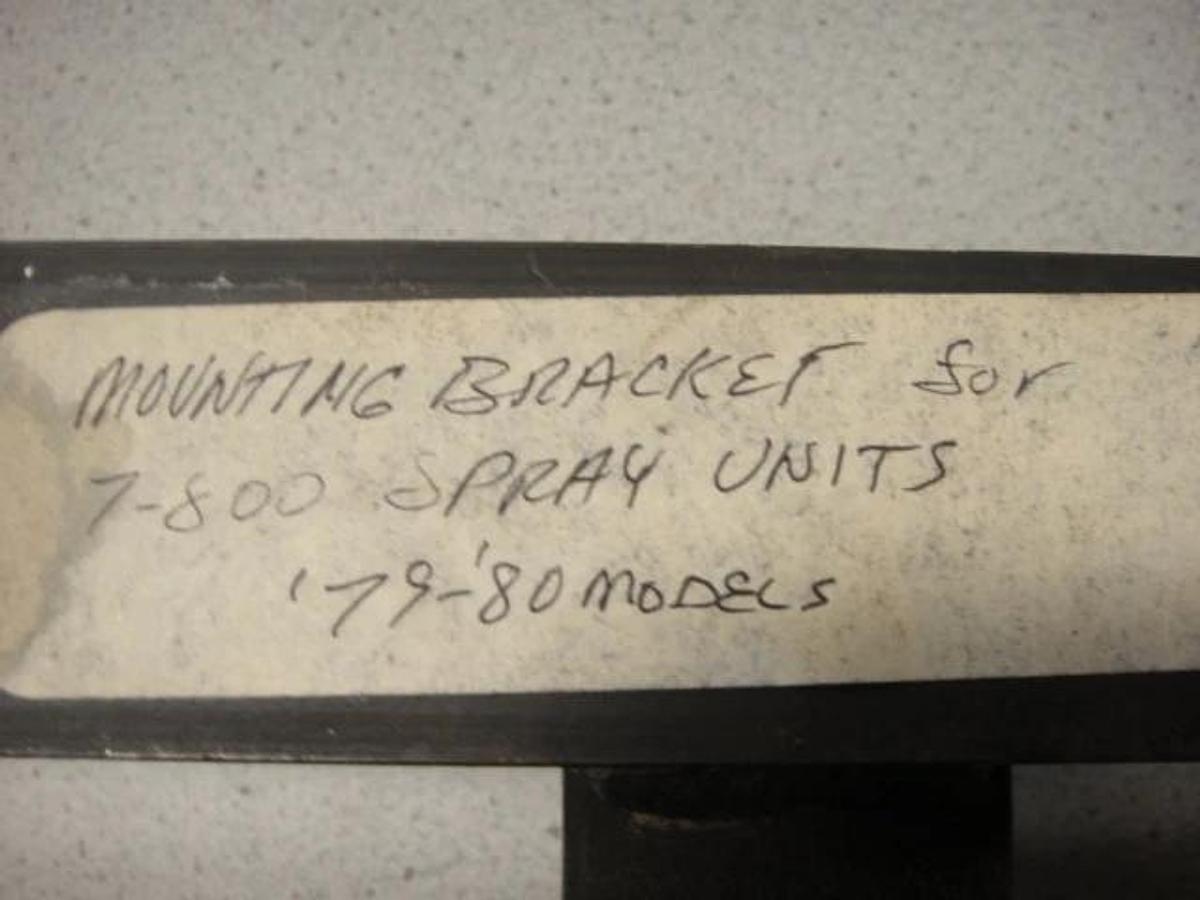 MOUNTING BRACKET for
7-800 SPRAY UNITS
'79-'80 MODELS